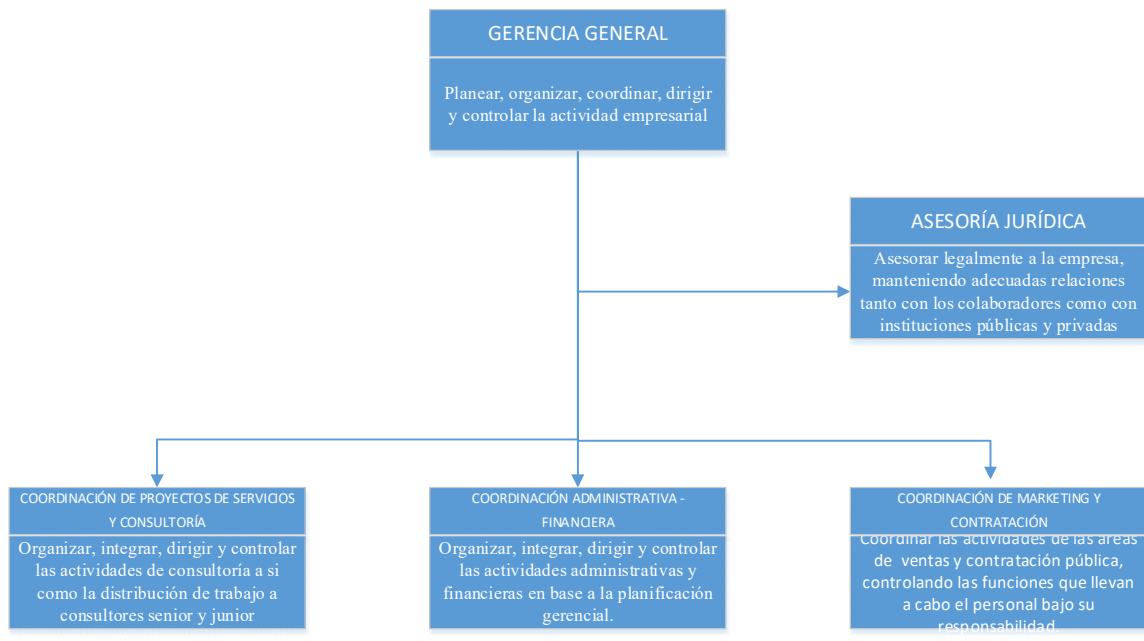 GERENCIA GENERAL
Planear, organizar, coordinar, dirigir
y controlar la actividad empresarial
ASESORÍA JURÍDICA
Asesorar legalmente a la empresa,
manteniendo adecuadas relaciones
tanto con los colaboradores como con
instituciones públicas y privadas
COORDINACIÓN DE PROYECTOS DE SERVICIOS
Y CONSULTORÍA
Organizar, integrar, dirigir y controlar
las actividades de consultoría a si
como la distribución de trabajo a
consultores senior y junior
COORDINACIÓN ADMINISTRATIVA -
FINANCIERA
Organizar, integrar, dirigir y controlar
las actividades administrativas y
financieras en base a la planificación
gerencial.
COORDINACIÓN DE MARKETING Y
CONTRATACIÓN
Coordinar las actividades de las áreas
de ventas y contratación pública,
controlando las funciones que llevan
a cabo el personal bajo su
responsabilidad.